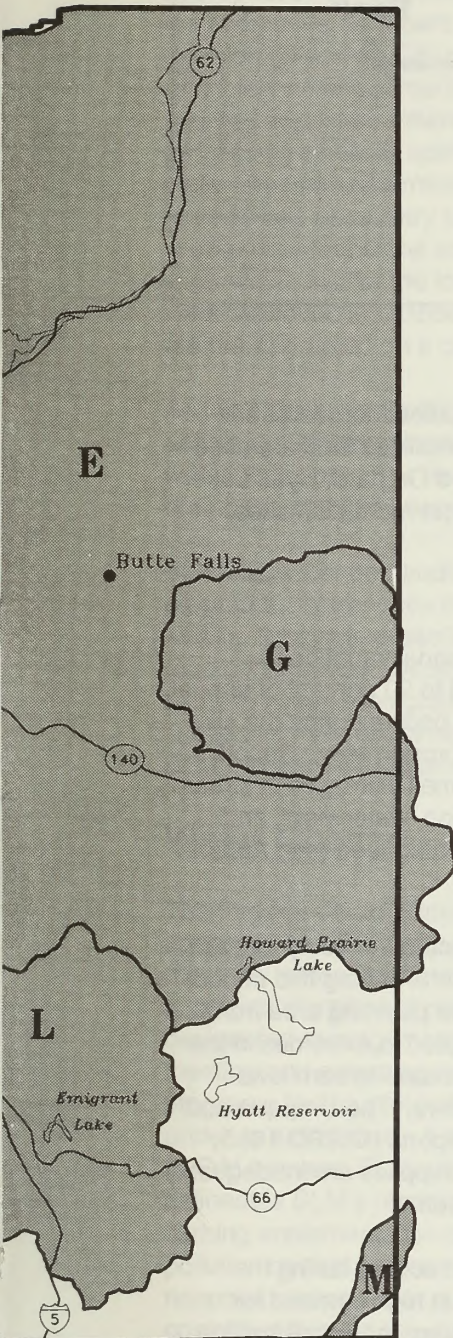 62
E
Butte Falls
G
140
Howard Prairie
Lake
L
Emigrant
Lake
Hyatt Reservoir
66
M
5